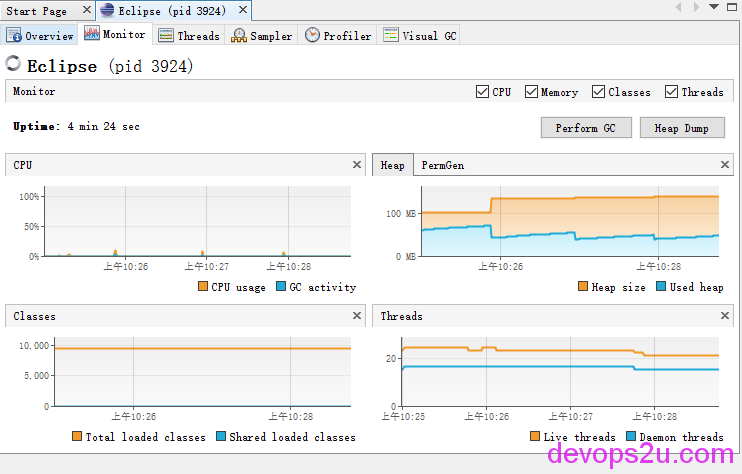 Start Page
Eclipse (pid 3924)
Overview Monitor Threads Sampler Profiler Visual GC
Eclipse (pid 3924)
Monitor CPU Memory Classes Threads
Uptime: 4 min 24 sec Perform GC Heap Dump
CPU
100%
50%
0%
上午10:26 上午10:27 上午10:28
CPU usage GC activity
Heap PermGen
100 MB
0 MB
上午10:26 上午10:28
Heap size Used heap
Classes
10,000
5,000
0
上午10:26 上午10:28
Total loaded classes Shared loaded classes
Threads
20
0
上午10:25 上午10:26 上午10:27 上午10:28
Live threads Daemon threads
devops2u.com